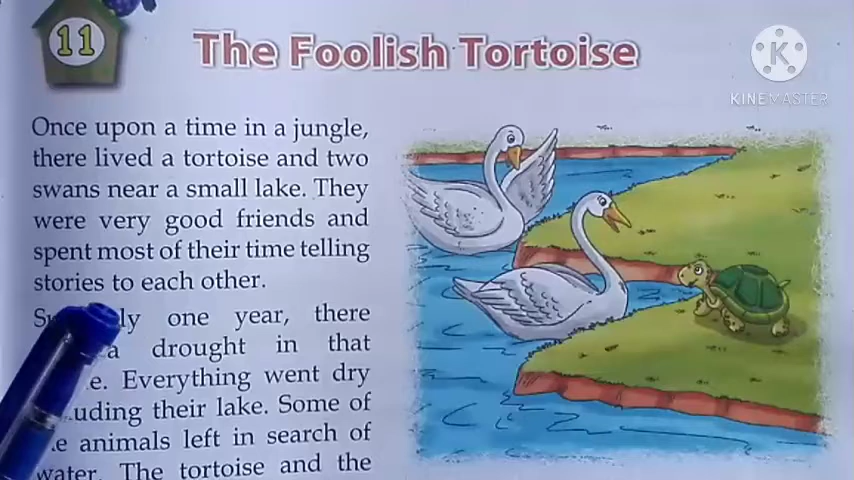 11
The Foolish Tortoise
KINEMASTER
Once upon a time in a jungle,
there lived a tortoise and two
swans near a small lake. They
were very good friends and
spent most of their time telling
stories to each other.
one year, there
a drought in that
Everything went dry
their lake. Some of
animals left in search of
water. The tortoise and the